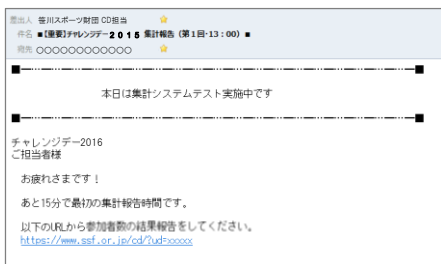 差出人 笹川スポーツ財団 CD担当
件名 ■【重要】チャレンジデー2015 集計報告（第1回・13：00） ■
宛先 〇〇〇〇〇〇〇〇〇〇〇〇
■―…―…―…―…―…―…―…―…―…―…―…―…―■
本日は集計システムテスト実施中です
■―…―…―…―…―…―…―…―…―…―…―…―…―■
チャレンジデー2016
ご担当者様
お疲れさまです！
あと15分で最初の集計報告時間です。
以下のURLから参加者数の結果報告をしてください。
https://www.ssf.or.jp/cd/?ud=xxxxx